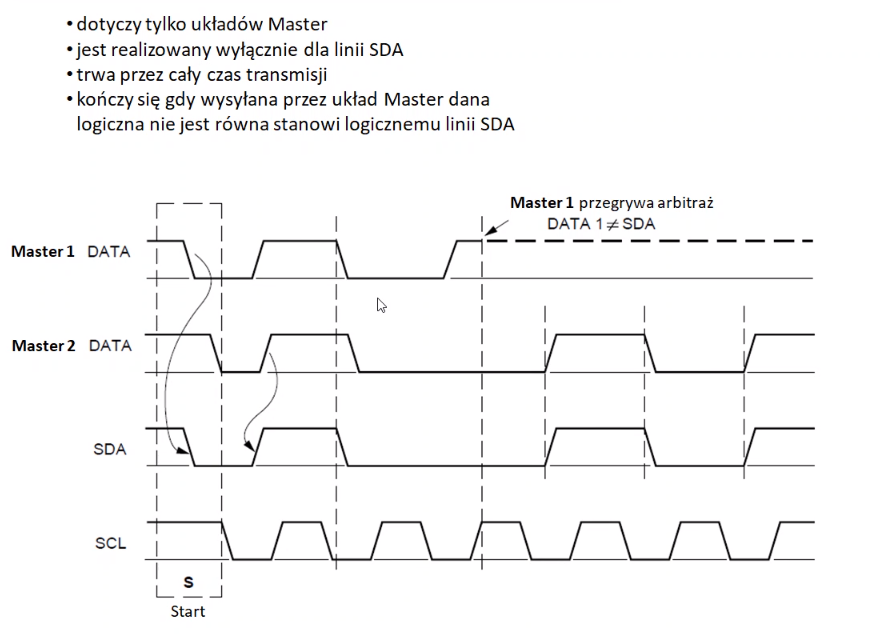 • dotyczy tylko układów Master
• jest realizowany wyłącznie dla linii SDA
• trwa przez cały czas transmisji
• kończy się gdy wysyłana przez układ Master dana
logiczna nie jest równa stanowi logicznemu linii SDA
Master 1 przegrywa arbitraż
DATA 1 ≠ SDA
Master 1 DATA
Master 2 DATA
SDA
SCL
S
Start